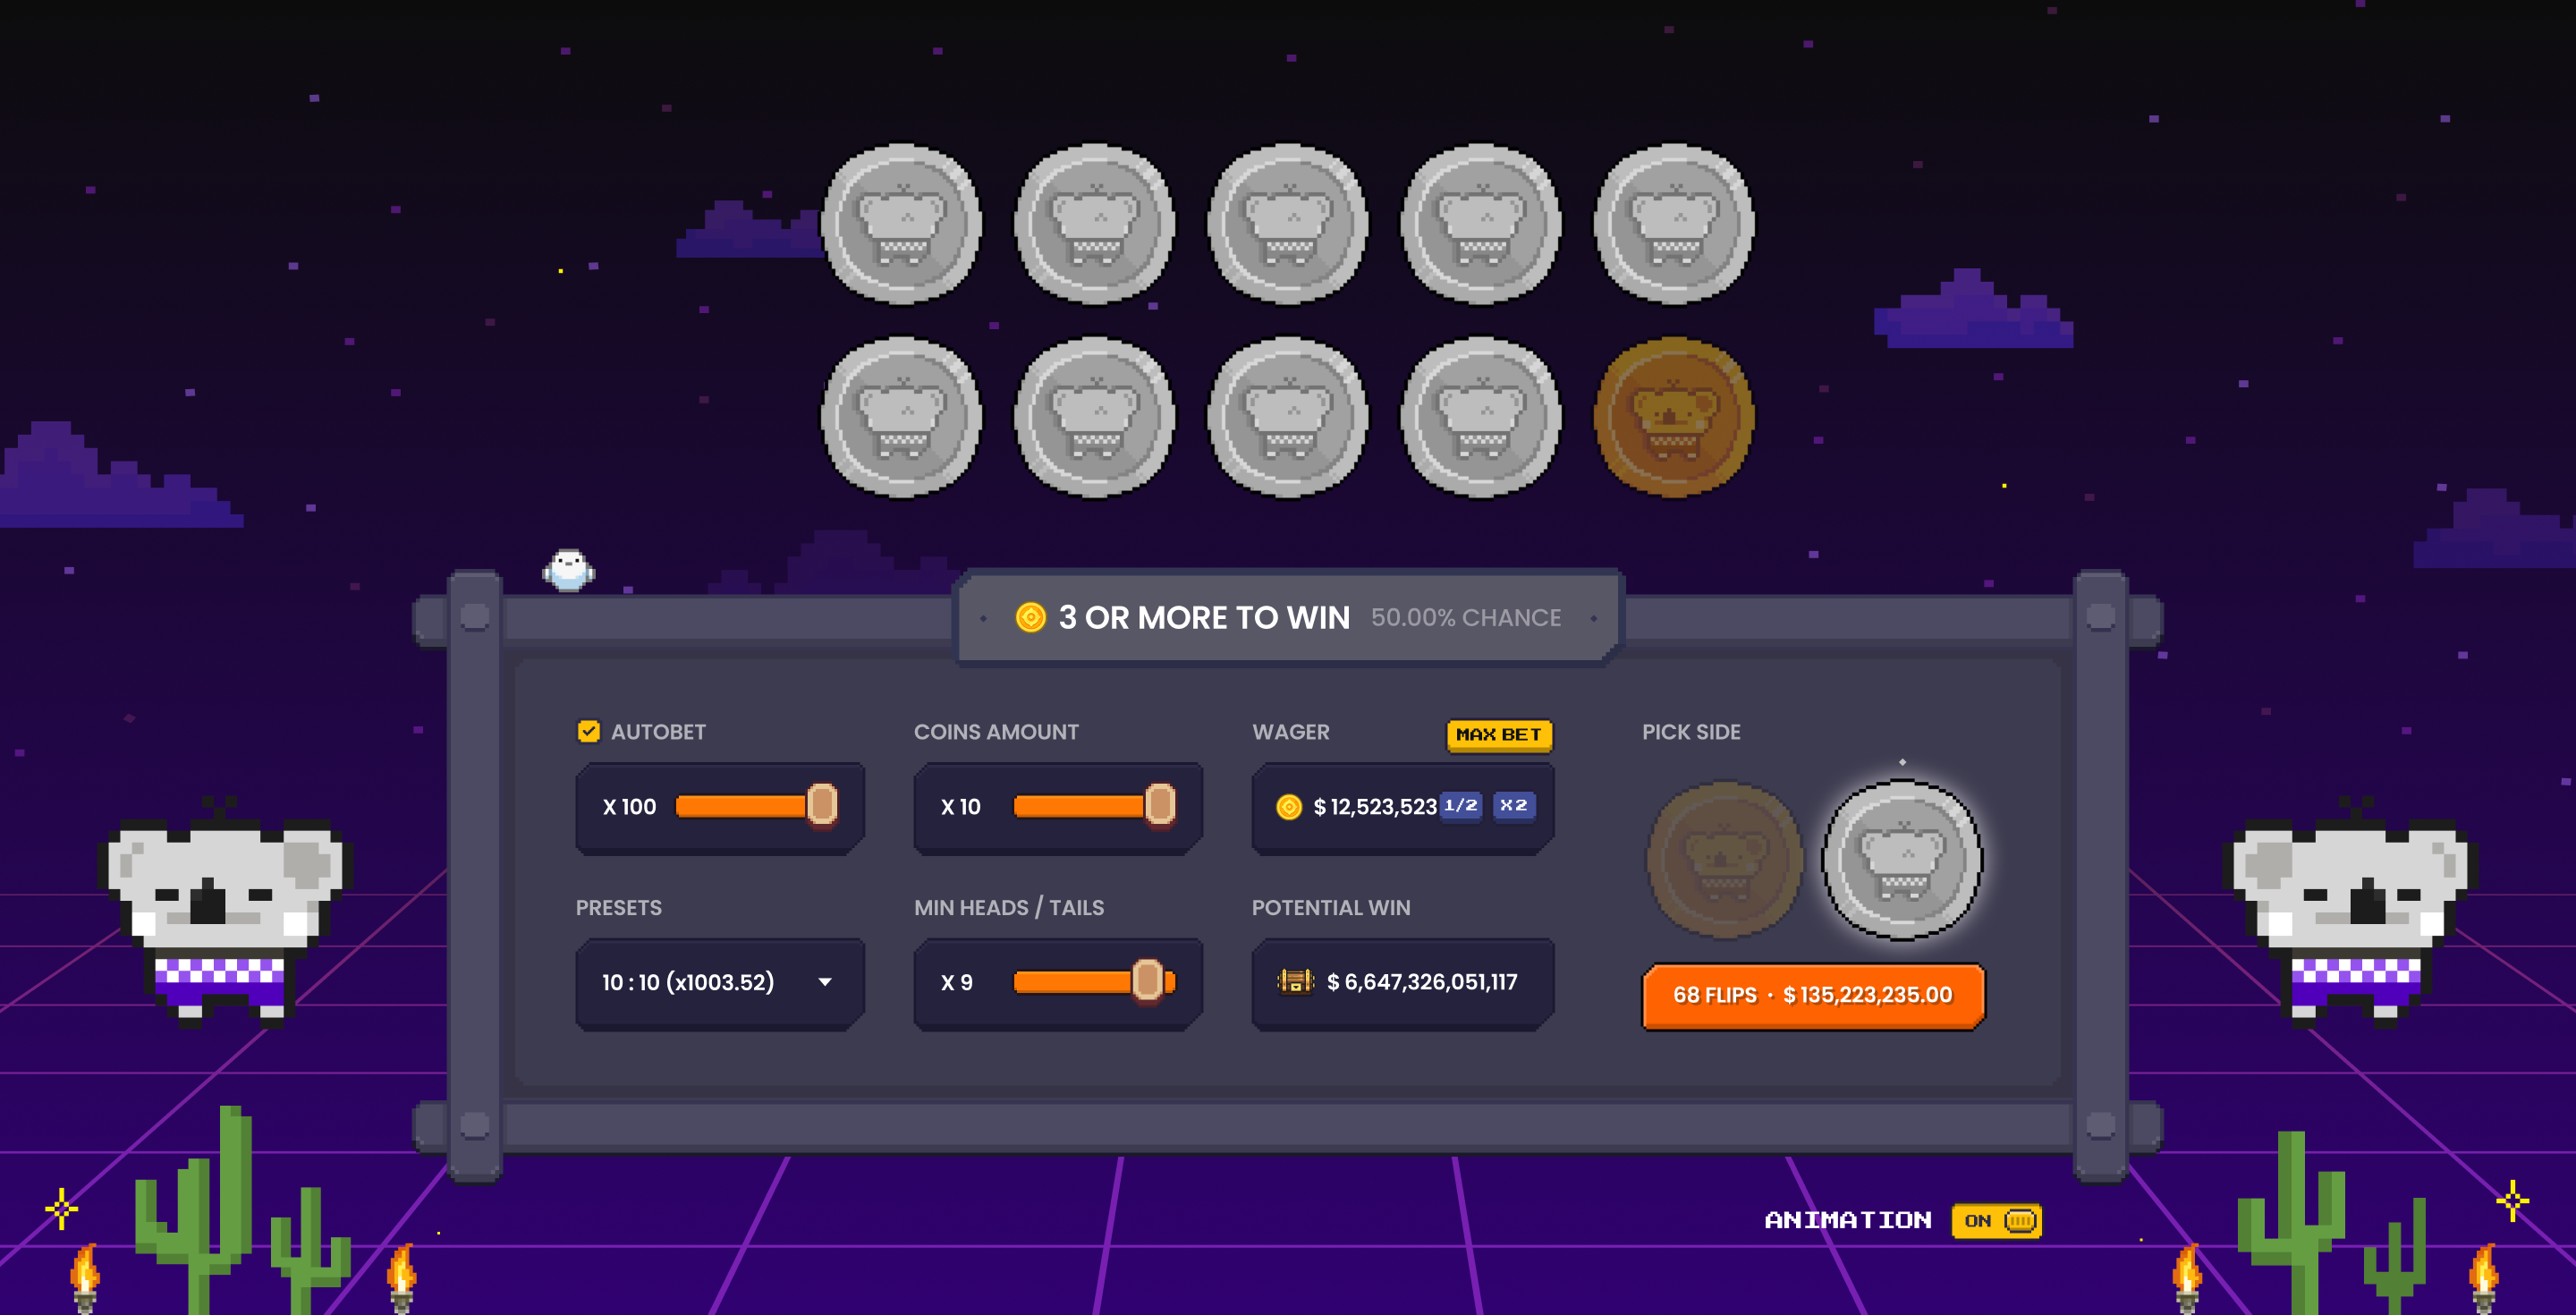 3 OR MORE TO WIN 50.00% CHANCE
AUTOBET
COINS AMOUNT
WAGER
MAX BET
PICK SIDE
X 100
X 10
$ 12,523,523
1/2
X2
PRESETS
MIN HEADS / TAILS
POTENTIAL WIN
10 : 10 (x1003.52)
X 9
$ 6,647,326,051,117
68 FLIPS · $ 135,223,235.00
ANIMATION
ON